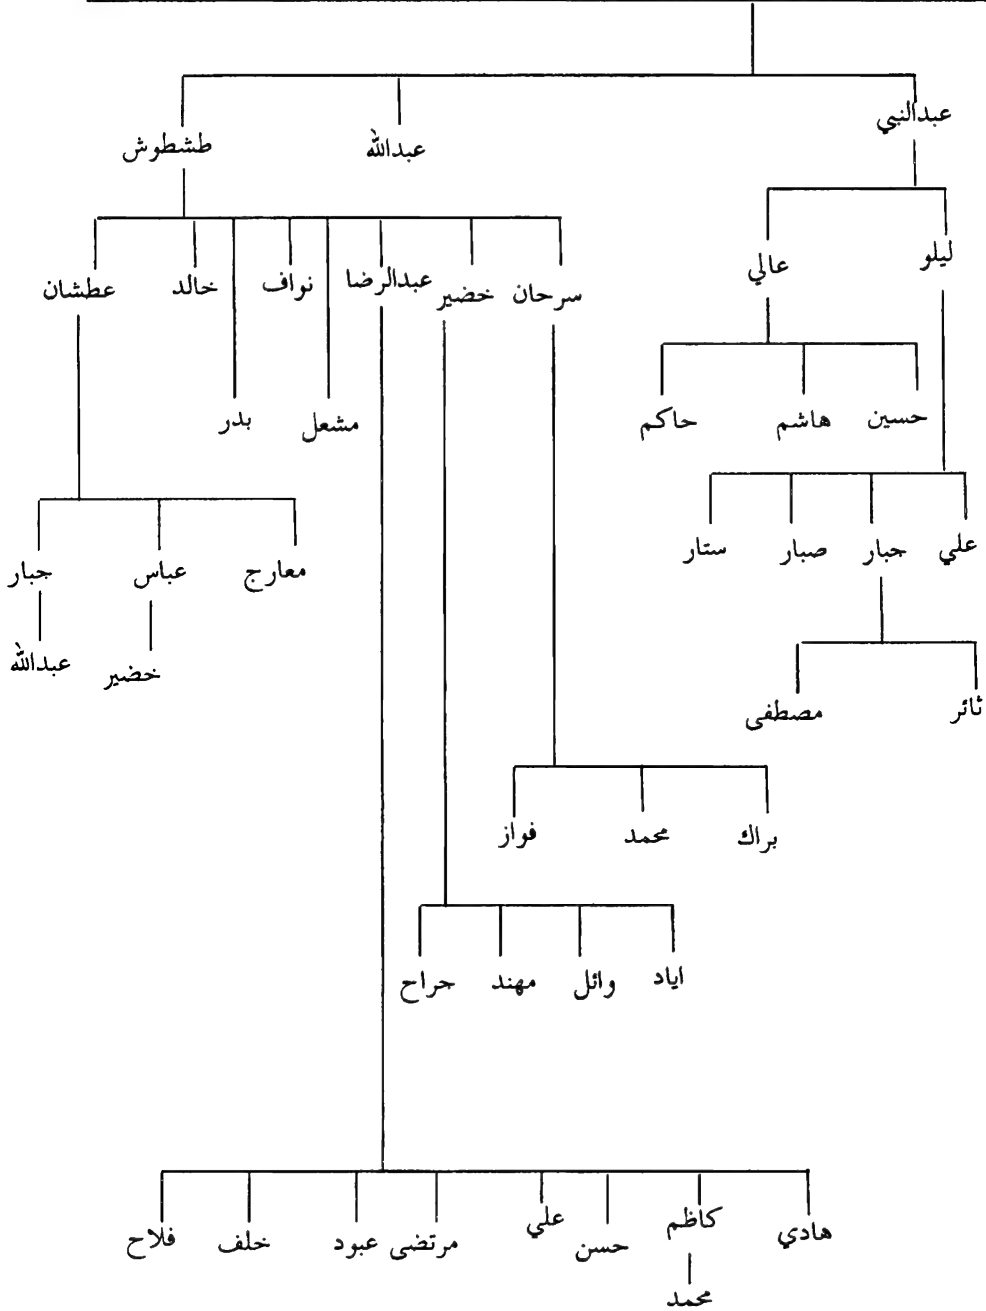 عبدالنبي عبدالله طشطوش
ليلو عالي
سرحان خضير عبدالرضا نواف خالد عطشان
حسين هاشم حاكم
مشعل بدر
علي جبار صبار ستار
معارج عباس جبار
خضير عبدالله
ثائر مصطفى
براك محمد فواز
اياد وائل مهند جراح
هادي كاظم حسن علي مرتضى عبود خلف فلاح
محمد